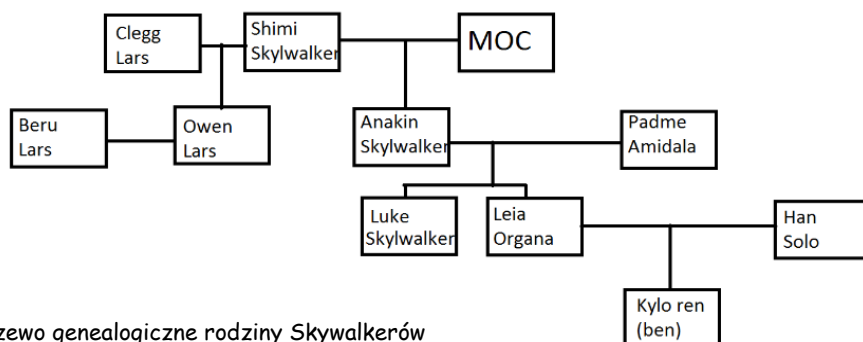 Clegg
Lars
Shimi
Skylwalker
MOC
Beru
Lars
Owen
Lars
Anakin
Skylwalker
Padme
Amidala
Luke
Skylwalker
Leia
Organa
Han
Solo
Kylo ren
(ben)
zewo genealogiczne rodziny Skywalkerów